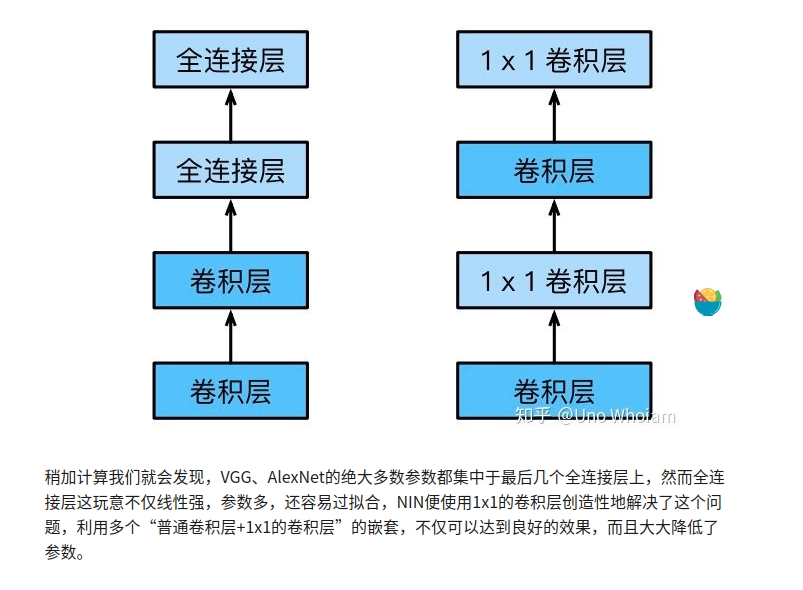 全连接层
全连接层
卷积层
卷积层
1 x 1 卷积层
卷积层
1 x 1 卷积层
卷积层
知乎 @Uno Whoiam
稍加计算我们就会发现，VGG、AlexNet的绝大多数参数都集中于最后几个全连接层上，然而全连
接层这玩意不仅线性强，参数多，还容易过拟合，NIN便使用1x1的卷积层创造性地解决了这个问
题，利用多个“普通卷积层+1x1的卷积层”的嵌套，不仅可以达到良好的效果，而且大大降低了
参数。